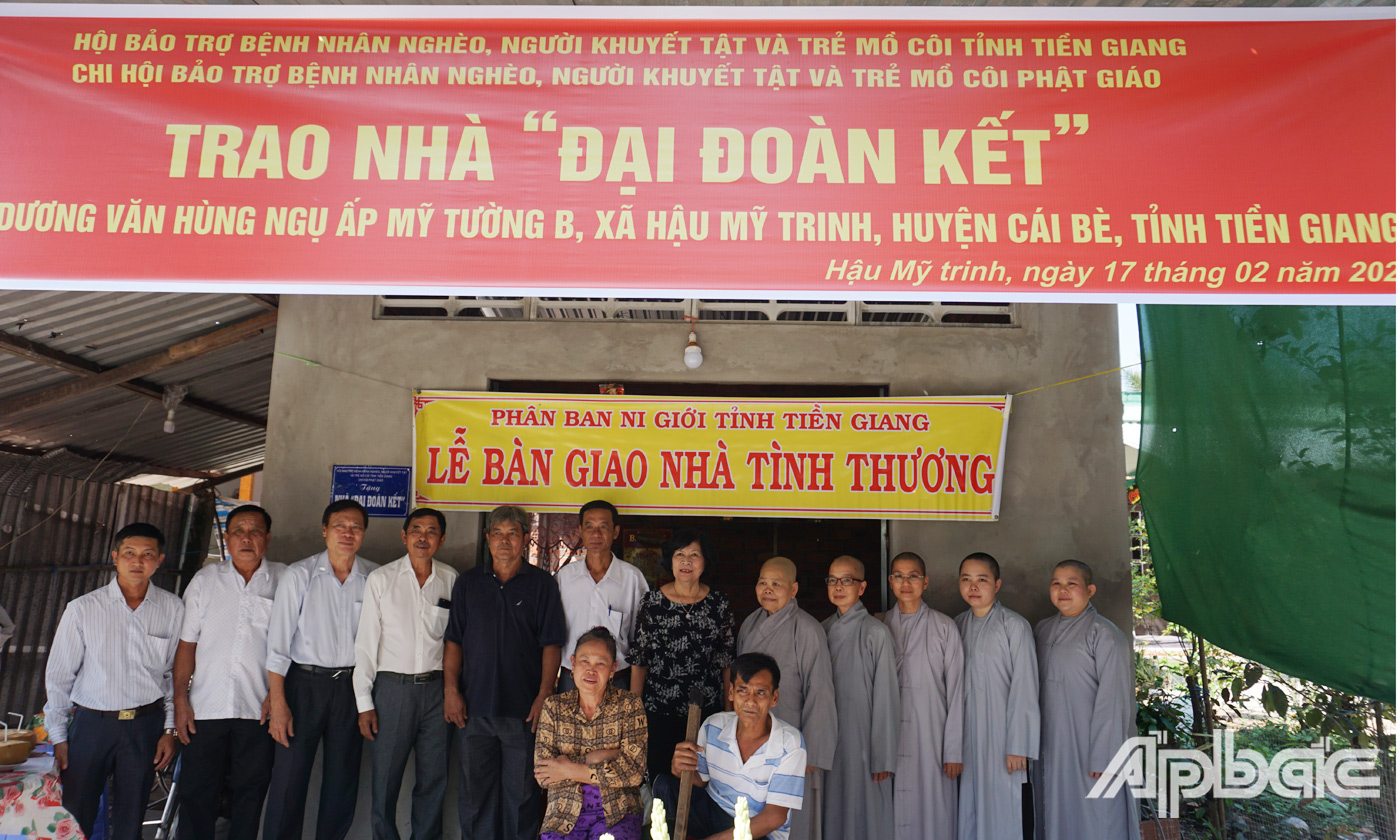 HỘI BẢO TRỢ BỆNH NHÂN NGHÈO, NGƯỜI KHUYẾT TẬT VÀ TRẺ MỒ CÔI TỈNH TIỀN GIANG
CHI HỘI BẢO TRỢ BỆNH NHÂN NGHÈO, NGƯỜI KHUYẾT TẬT VÀ TRẺ MỒ CÔI PHẬT GIÁO
TRAO NHÀ “ĐẠI ĐOÀN KẾT”
DƯƠNG VĂN HÙNG NGỤ ẤP MỸ TƯỜNG B, XÃ HẬU MỸ TRINH, HUYỆN CÁI BÈ, TỈNH TIỀN GIANG
Hậu Mỹ trinh, ngày 17 tháng 02 năm 202
PHÂN BAN NI GIỚI TỈNH TIỀN GIANG
LỄ BÀN GIAO NHÀ TÌNH THƯƠNG
Tặng
NHÀ “ĐẠI ĐOÀN KẾT”
Apbắc